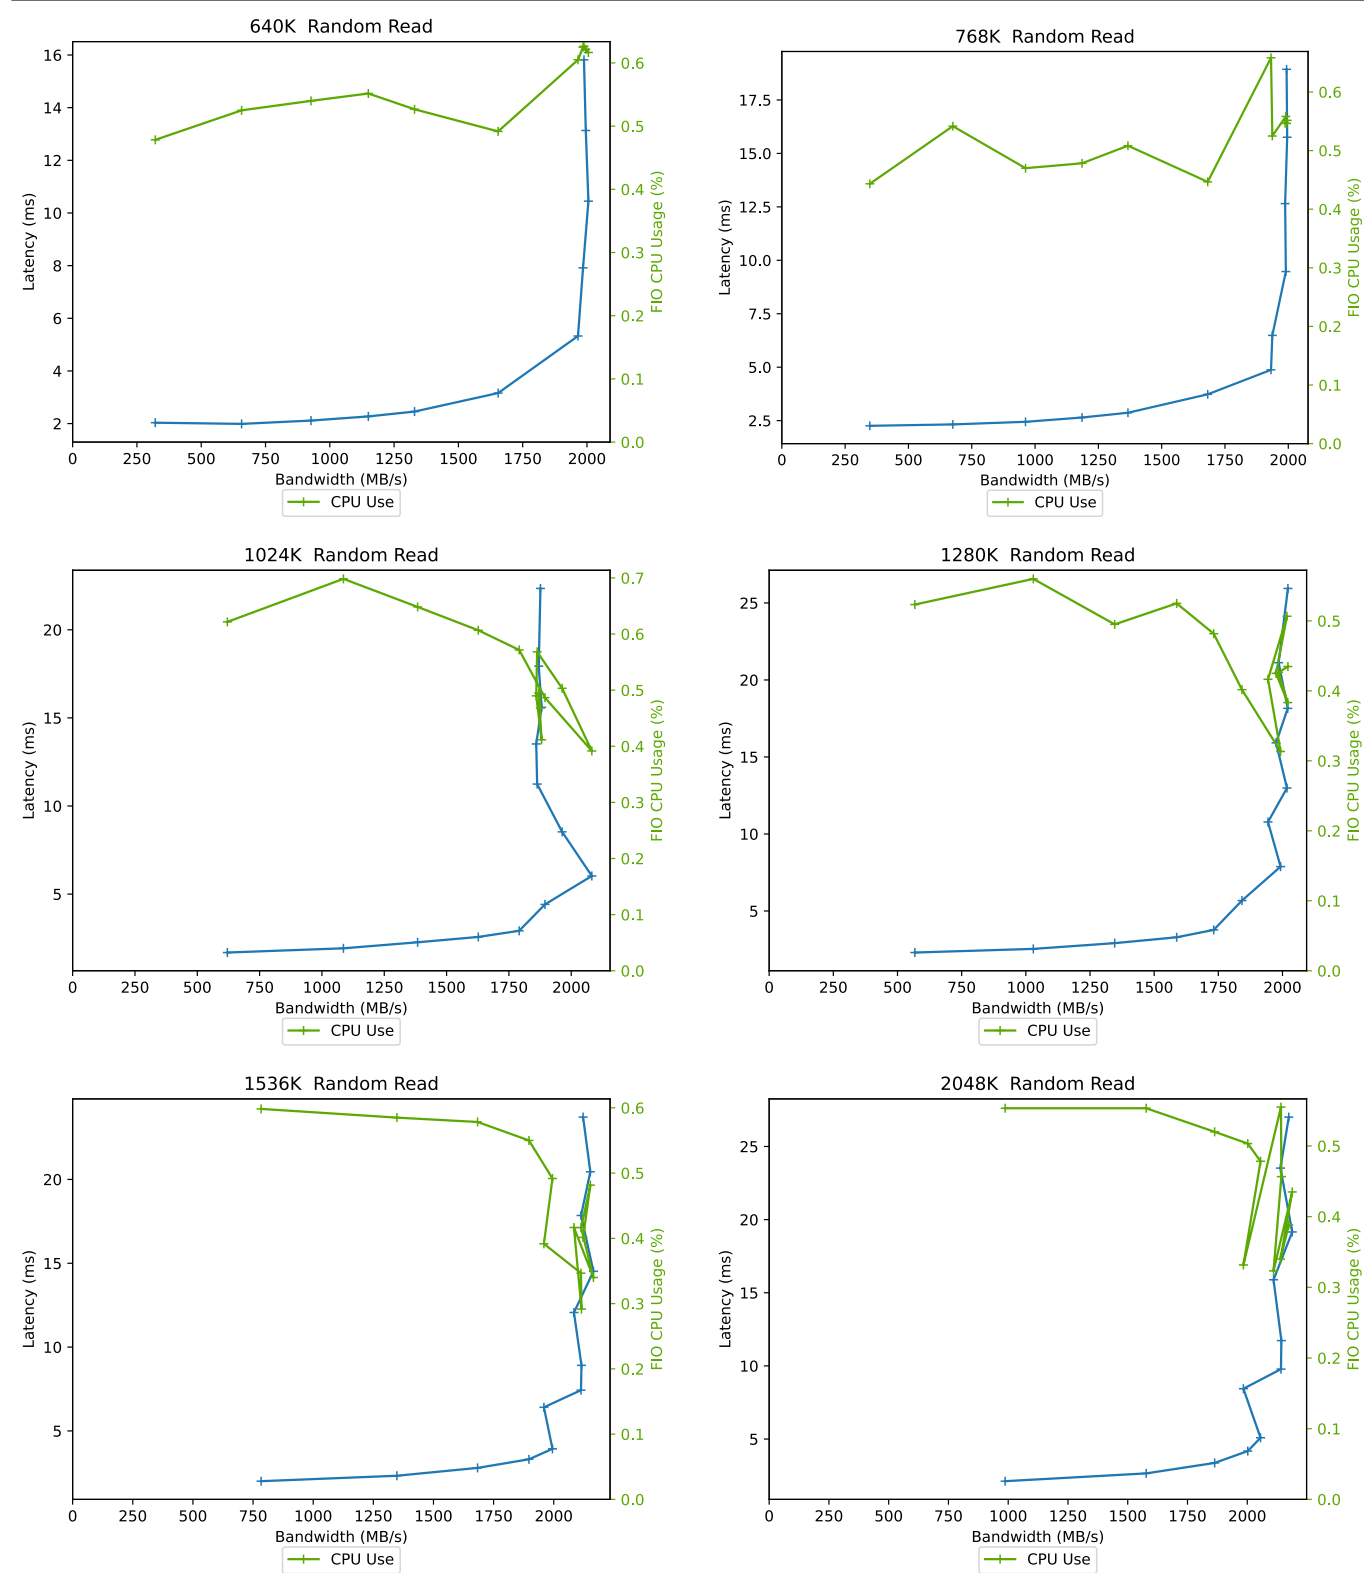 640K  Random Read
16
14
12
10
8
6
4
2
Latency (ms)
0.6
0.5
0.4
0.3
0.2
0.1
0.0
FIO CPU Usage (%)
0 250 500 750 1000 1250 1500 1750 2000
Bandwidth (MB/s)
CPU Use
768K  Random Read
17.5
15.0
12.5
10.0
7.5
5.0
2.5
Latency (ms)
0.6
0.5
0.4
0.3
0.2
0.1
0.0
FIO CPU Usage (%)
0 250 500 750 1000 1250 1500 1750 2000
Bandwidth (MB/s)
CPU Use
1024K  Random Read
20
15
10
5
Latency (ms)
0.7
0.6
0.5
0.4
0.3
0.2
0.1
0.0
FIO CPU Usage (%)
0 250 500 750 1000 1250 1500 1750 2000
Bandwidth (MB/s)
CPU Use
1280K  Random Read
25
20
15
10
5
Latency (ms)
0.5
0.4
0.3
0.2
0.1
0.0
FIO CPU Usage (%)
0 250 500 750 1000 1250 1500 1750 2000
Bandwidth (MB/s)
CPU Use
1536K  Random Read
20
15
10
5
Latency (ms)
0.6
0.5
0.4
0.3
0.2
0.1
0.0
FIO CPU Usage (%)
0 250 500 750 1000 1250 1500 1750 2000
Bandwidth (MB/s)
CPU Use
2048K  Random Read
25
20
15
10
5
Latency (ms)
0.5
0.4
0.3
0.2
0.1
0.0
FIO CPU Usage (%)
0 250 500 750 1000 1250 1500 1750 2000
Bandwidth (MB/s)
CPU Use